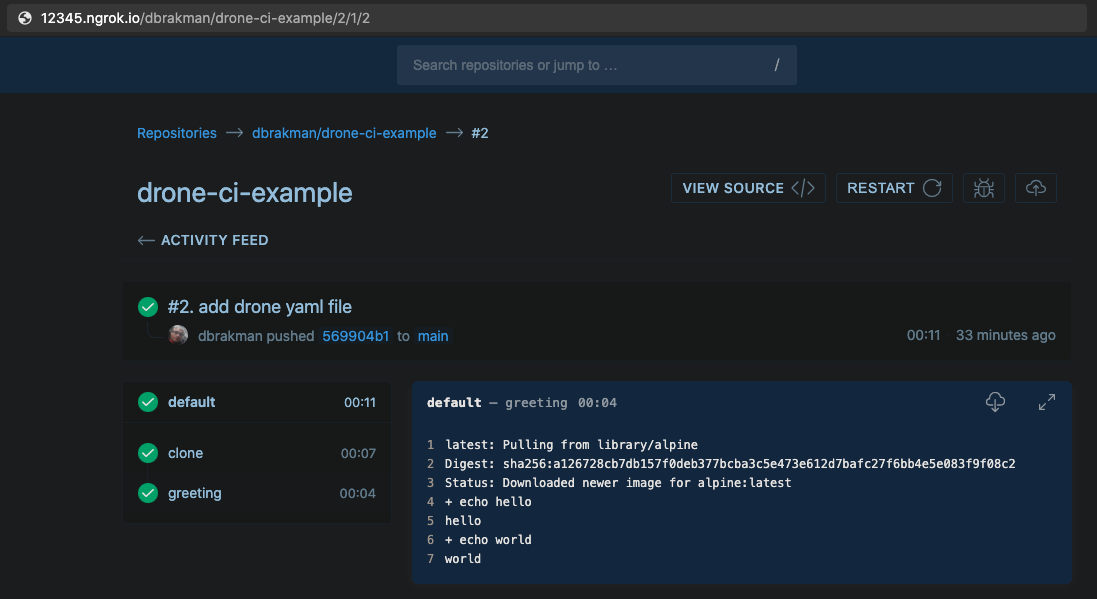 12345.ngrok.io/dbrakman/drone-ci-example/2/1/2
Search repositories or jump to … /
Repositories → dbrakman/drone-ci-example → #2
drone-ci-example
VIEW SOURCE </> RESTART
← ACTIVITY FEED
#2. add drone yaml file
dbrakman pushed 569904b1 to main 00:11 33 minutes ago
default 00:11
clone 00:07
greeting 00:04
default — greeting 00:04
1 latest: Pulling from library/alpine
2 Digest: sha256:a126728cb7db157f0deb377bcba3c5e473e612d7bafc27f6bb4e5e083f9f08c2
3 Status: Downloaded newer image for alpine:latest
4 + echo hello
5 hello
6 + echo world
7 world